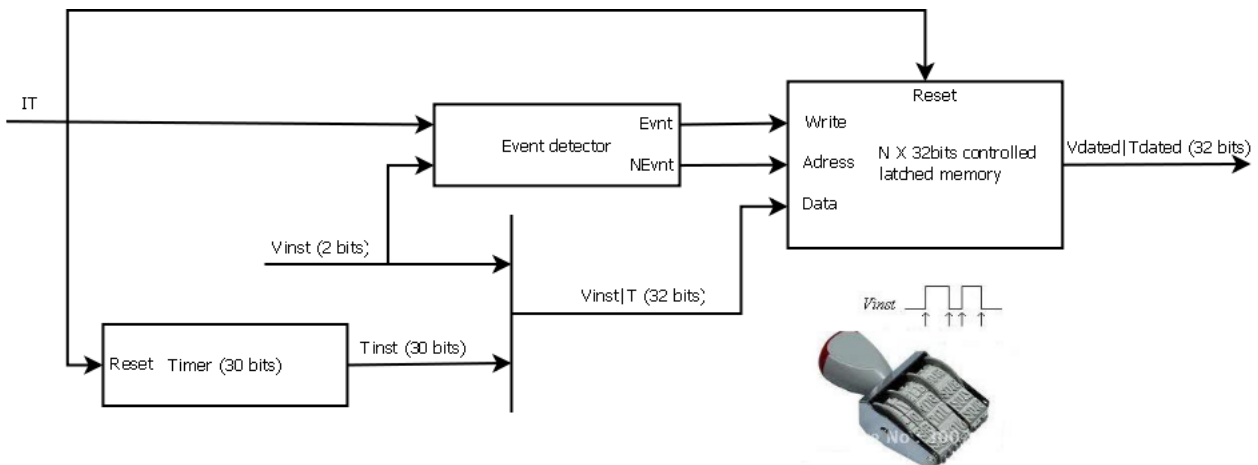 Reset
IT
Evnt
Write
Event detector
N X 32bits controlled
Vdated|Tdated (32 bits)
NEvnt
Adress
latched memory
Data
Vinst (2 bits)
Vinst|T (32 bits)
Vinst
Tinst (30 bits)
Reset Timer (30 bits)
No